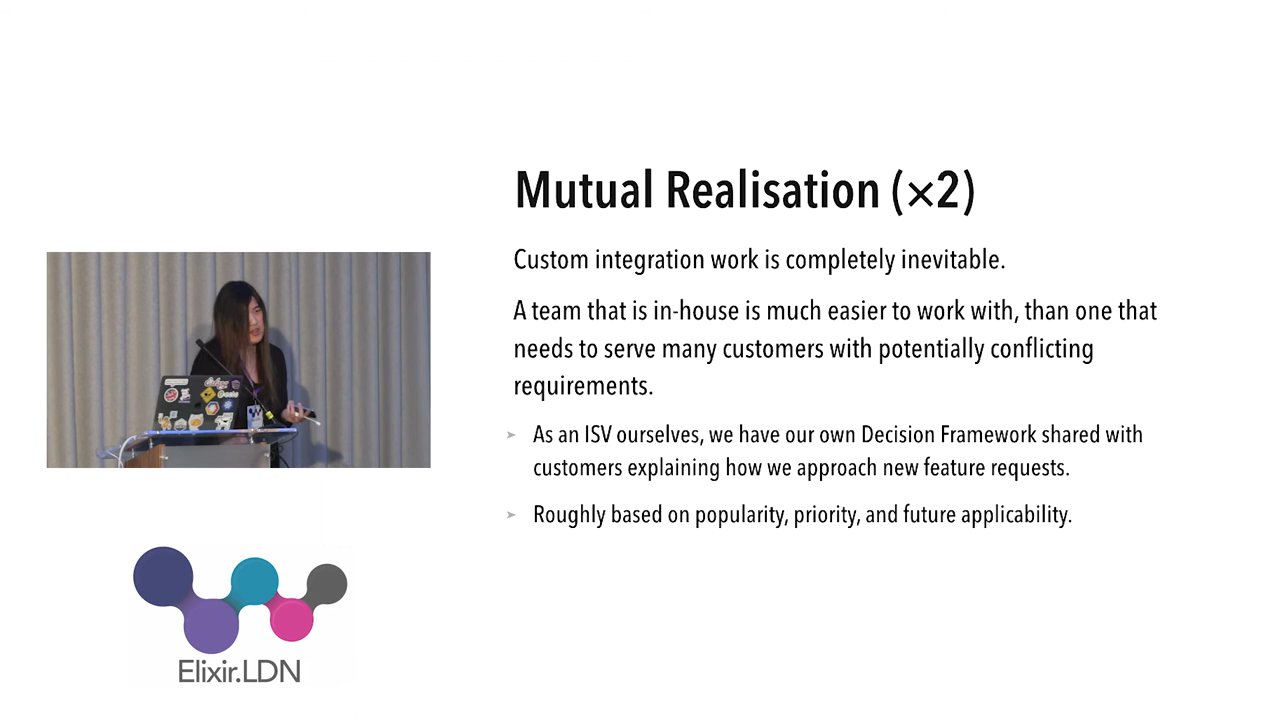 Mutual Realisation (×2)
Custom integration work is completely inevitable.
A team that is in-house is much easier to work with, than one that
needs to serve many customers with potentially conflicting
requirements.
➢ As an ISV ourselves, we have our own Decision Framework shared with
customers explaining how we approach new feature requests.
➢ Roughly based on popularity, priority, and future applicability.
Elixir.LDN